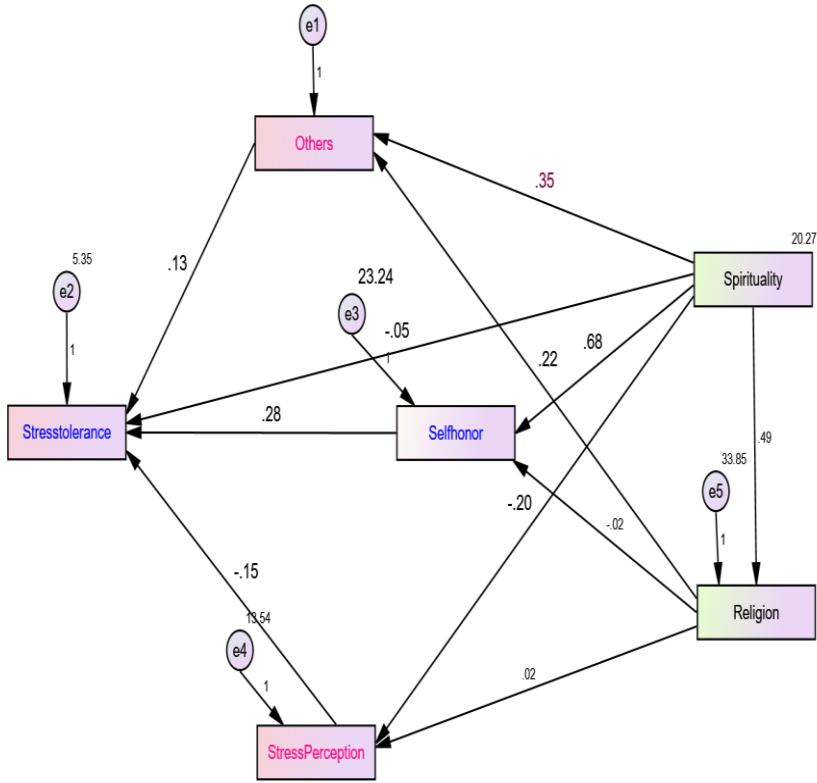 e1
1
Others
.35
20.27
Spirituality
5.35
e2
.13
23.24
e3
1
-.05
1
.22
.68
Stresstolerance
.28
Selfhonor
.49
33.85
e5
-.20
-.02
1
-.15
13.54
Religion
e4
.02
1
StressPerception